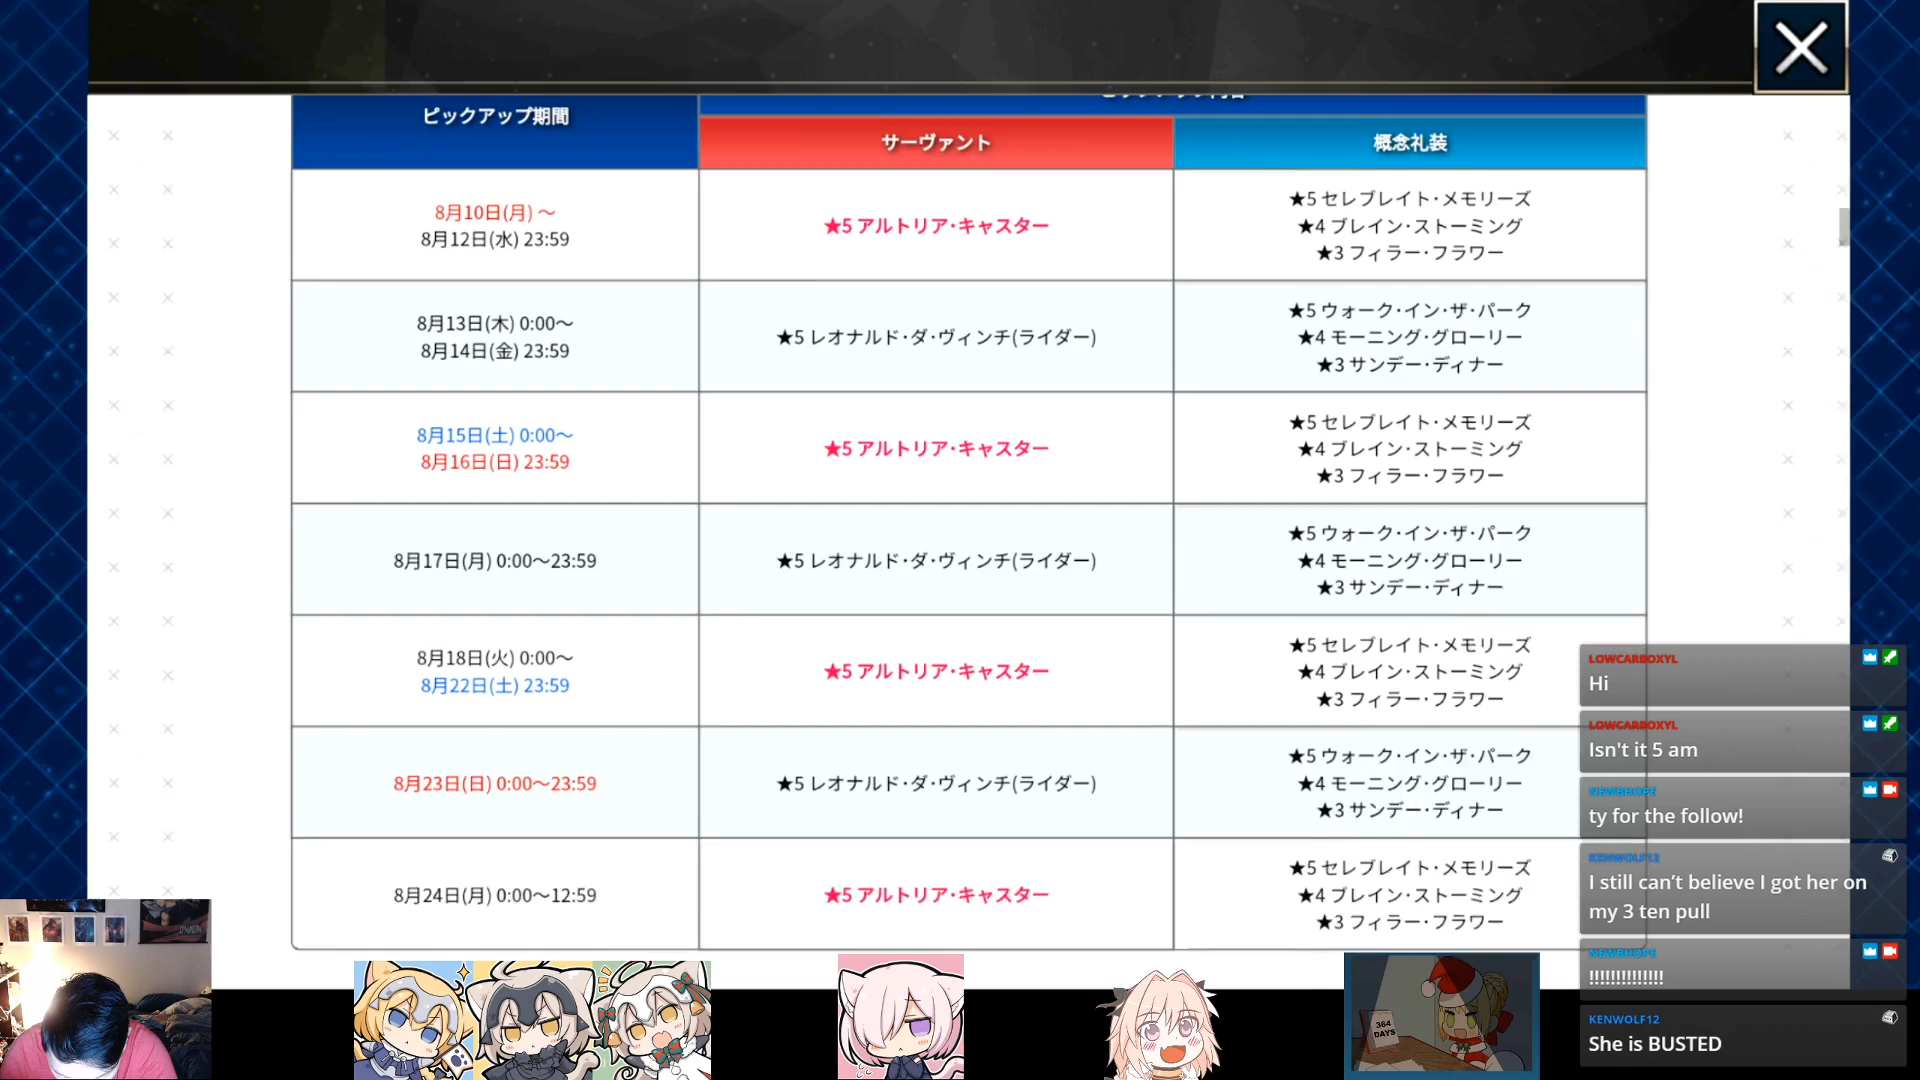 ピックアップ期間
サーヴァント
概念礼装
8月10日(月) ～
8月12日(水) 23:59
★5 アルトリア･キャスター
★5 セレブレイト･メモリーズ
★4 ブレイン･ストーミング
★3 フィラー･フラワー
8月13日(木) 0:00～
8月14日(金) 23:59
★5 レオナルド･ダ･ヴィンチ(ライダー)
★5 ウォーク･イン･ザ･パーク
★4 モーニング･グローリー
★3 サンデー･ディナー
8月15日(土) 0:00～
8月16日(日) 23:59
★5 アルトリア･キャスター
★5 セレブレイト･メモリーズ
★4 ブレイン･ストーミング
★3 フィラー･フラワー
8月17日(月) 0:00～23:59
★5 レオナルド･ダ･ヴィンチ(ライダー)
★5 ウォーク･イン･ザ･パーク
★4 モーニング･グローリー
★3 サンデー･ディナー
8月18日(火) 0:00～
8月22日(土) 23:59
★5 アルトリア･キャスター
★5 セレブレイト･メモリーズ
★4 ブレイン･ストーミング
★3 フィラー･フラワー
8月23日(日) 0:00～23:59
★5 レオナルド･ダ･ヴィンチ(ライダー)
★5 ウォーク･イン･ザ･パーク
★4 モーニング･グローリー
★3 サンデー･ディナー
8月24日(月) 0:00～12:59
★5 アルトリア･キャスター
★5 セレブレイト･メモリーズ
★4 ブレイン･ストーミング
★3 フィラー･フラワー
LOWCARBOXYL
Hi
LOWCARBOXYL
Isn't it 5 am
NEWBHOPE
ty for the follow!
KENWOLF12
I still can't believe I got her on
my 3 ten pull
NEWBHOPE
!!!!!!!!!!!!!!
KENWOLF12
She is BUSTED
364
DAYS